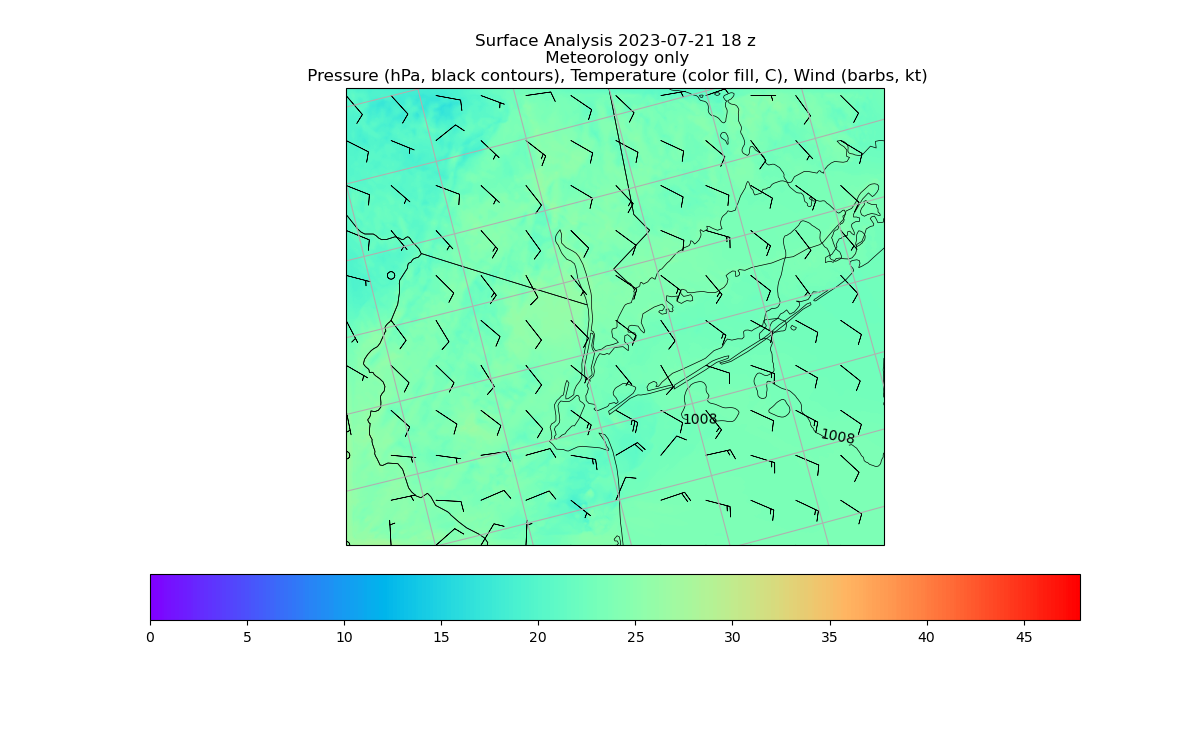 Surface Analysis 2023-07-21 18 z
Meteorology only
Pressure (hPa, black contours), Temperature (color fill, C), Wind (barbs, kt)
1008
1008
0 5 10 15 20 25 30 35 40 45